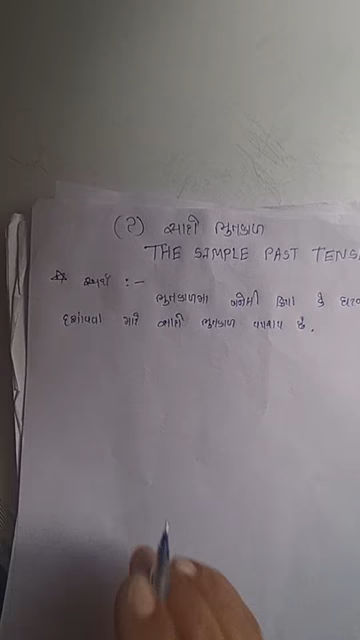 (૨) સાદો ભૂતકાળ
THE SIMPLE PAST TENS
* અર્થ :-
ભૂતકાળમાં બનેલી ક્રિયા કે
દર્શાવવા માટે સાદો ભૂતકાળ વપરાય છે.